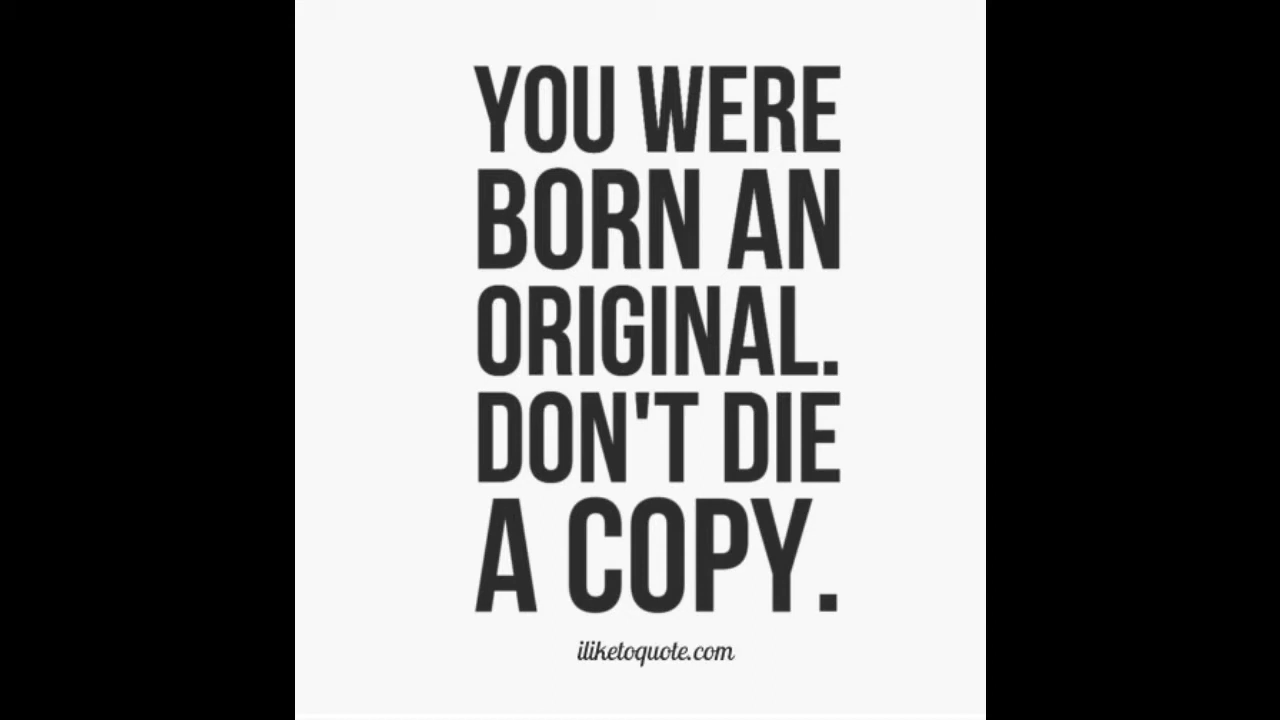 YOU WERE
BORN AN
ORIGINAL.
DON'T DIE
A COPY.
iliketoquote.com